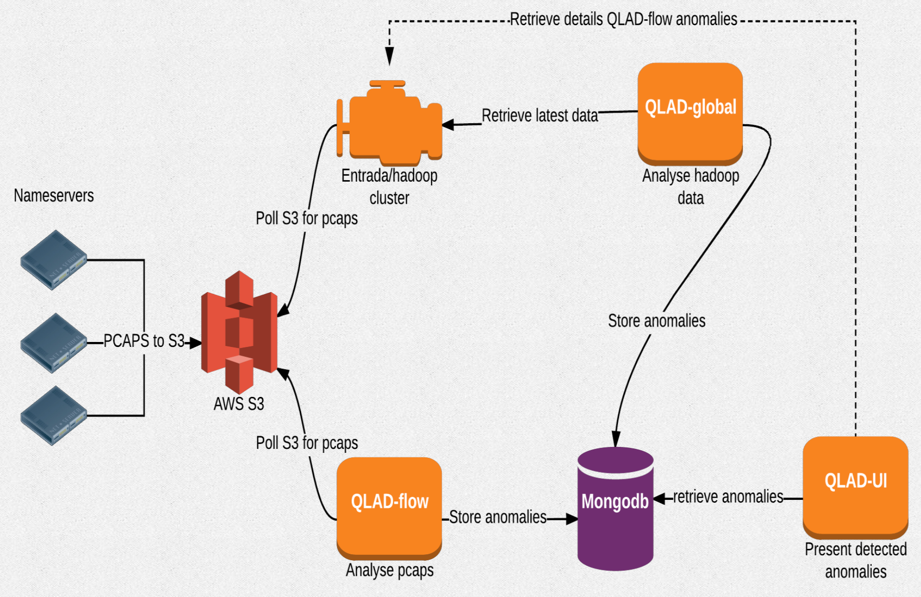 Retrieve details QLAD-flow anomalies
QLAD-global
Retrieve latest data
Entrada/hadoop
cluster
Analyse hadoop
data
Nameservers
Poll S3 for pcaps
Store anomalies
PCAPS to S3
AWS S3
Poll S3 for pcaps
QLAD-flow
Store anomalies
Analyse pcaps
Mongodb
retrieve anomalies
QLAD-UI
Present detected
anomalies